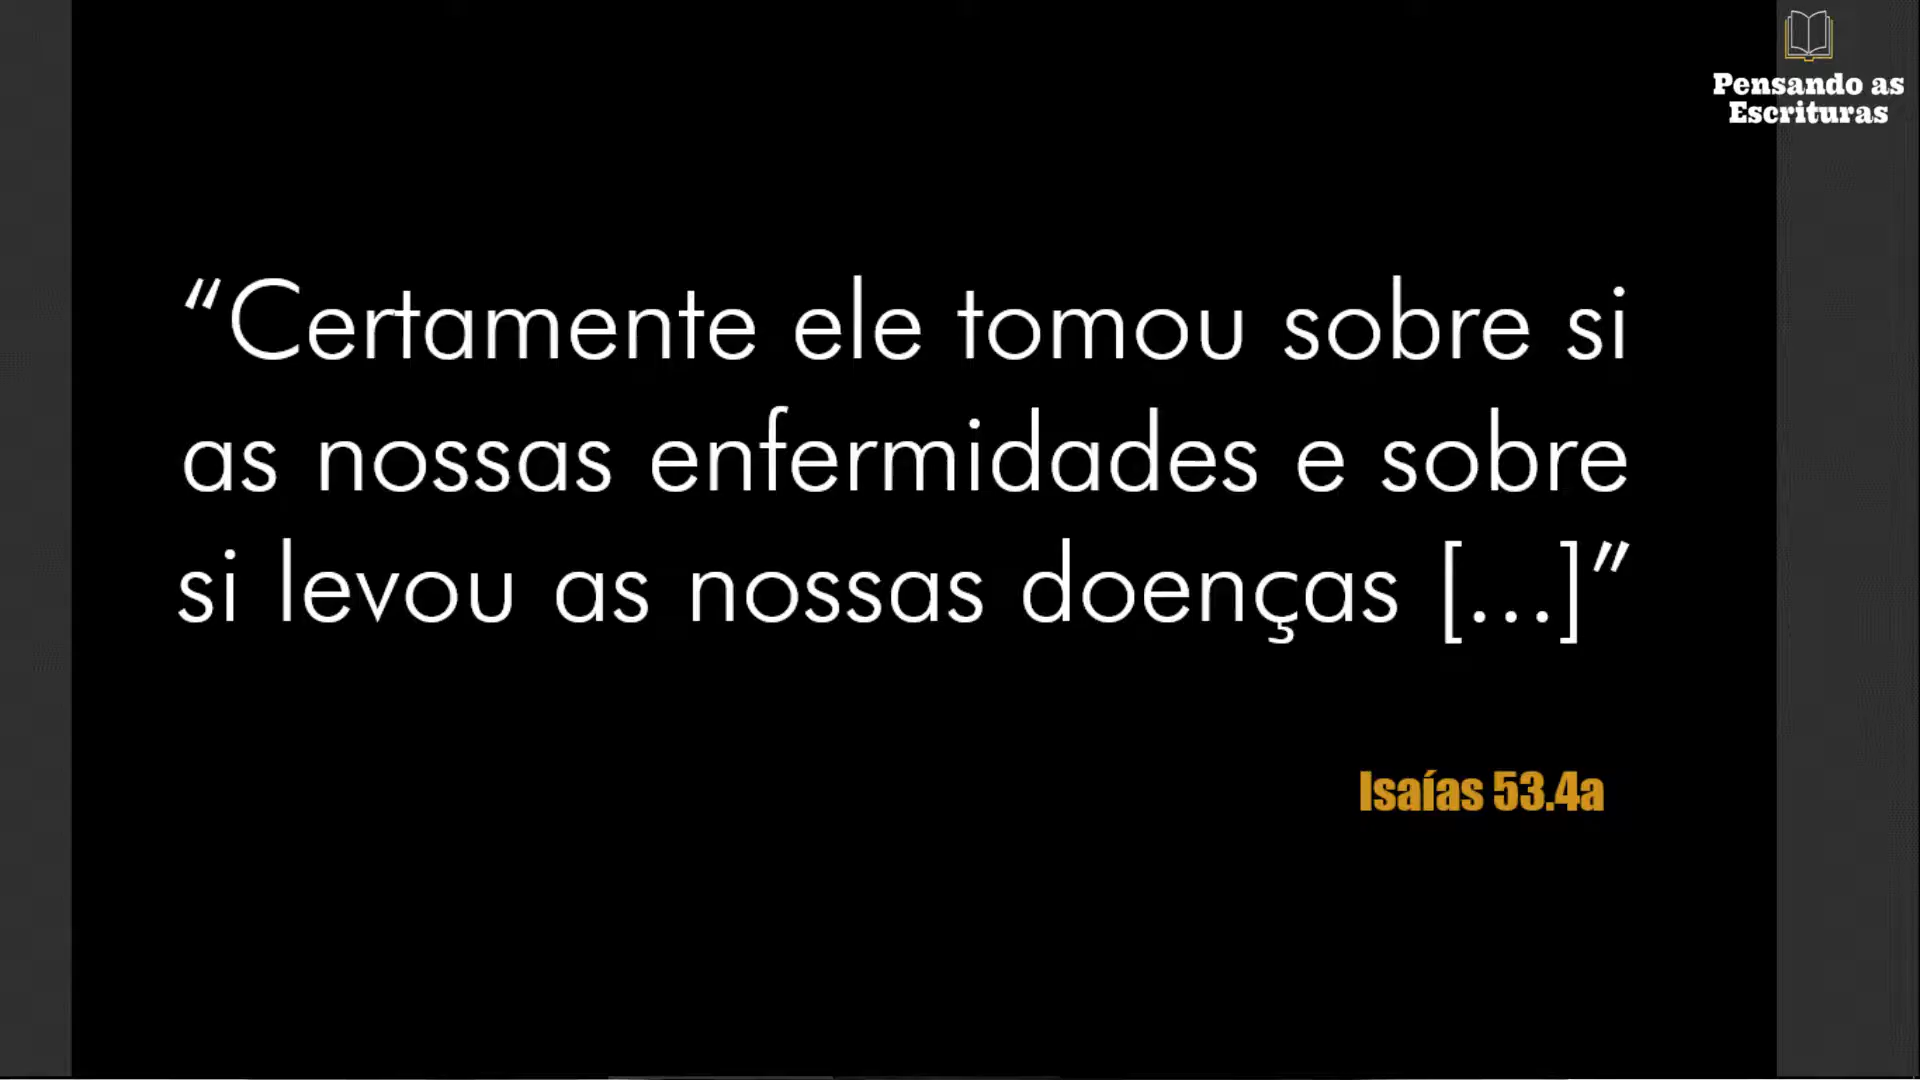 Pensando as
Escrituras
“Certamente ele tomou sobre si
as nossas enfermidades e sobre
si levou as nossas doenças [...]”
Isaías 53.4a